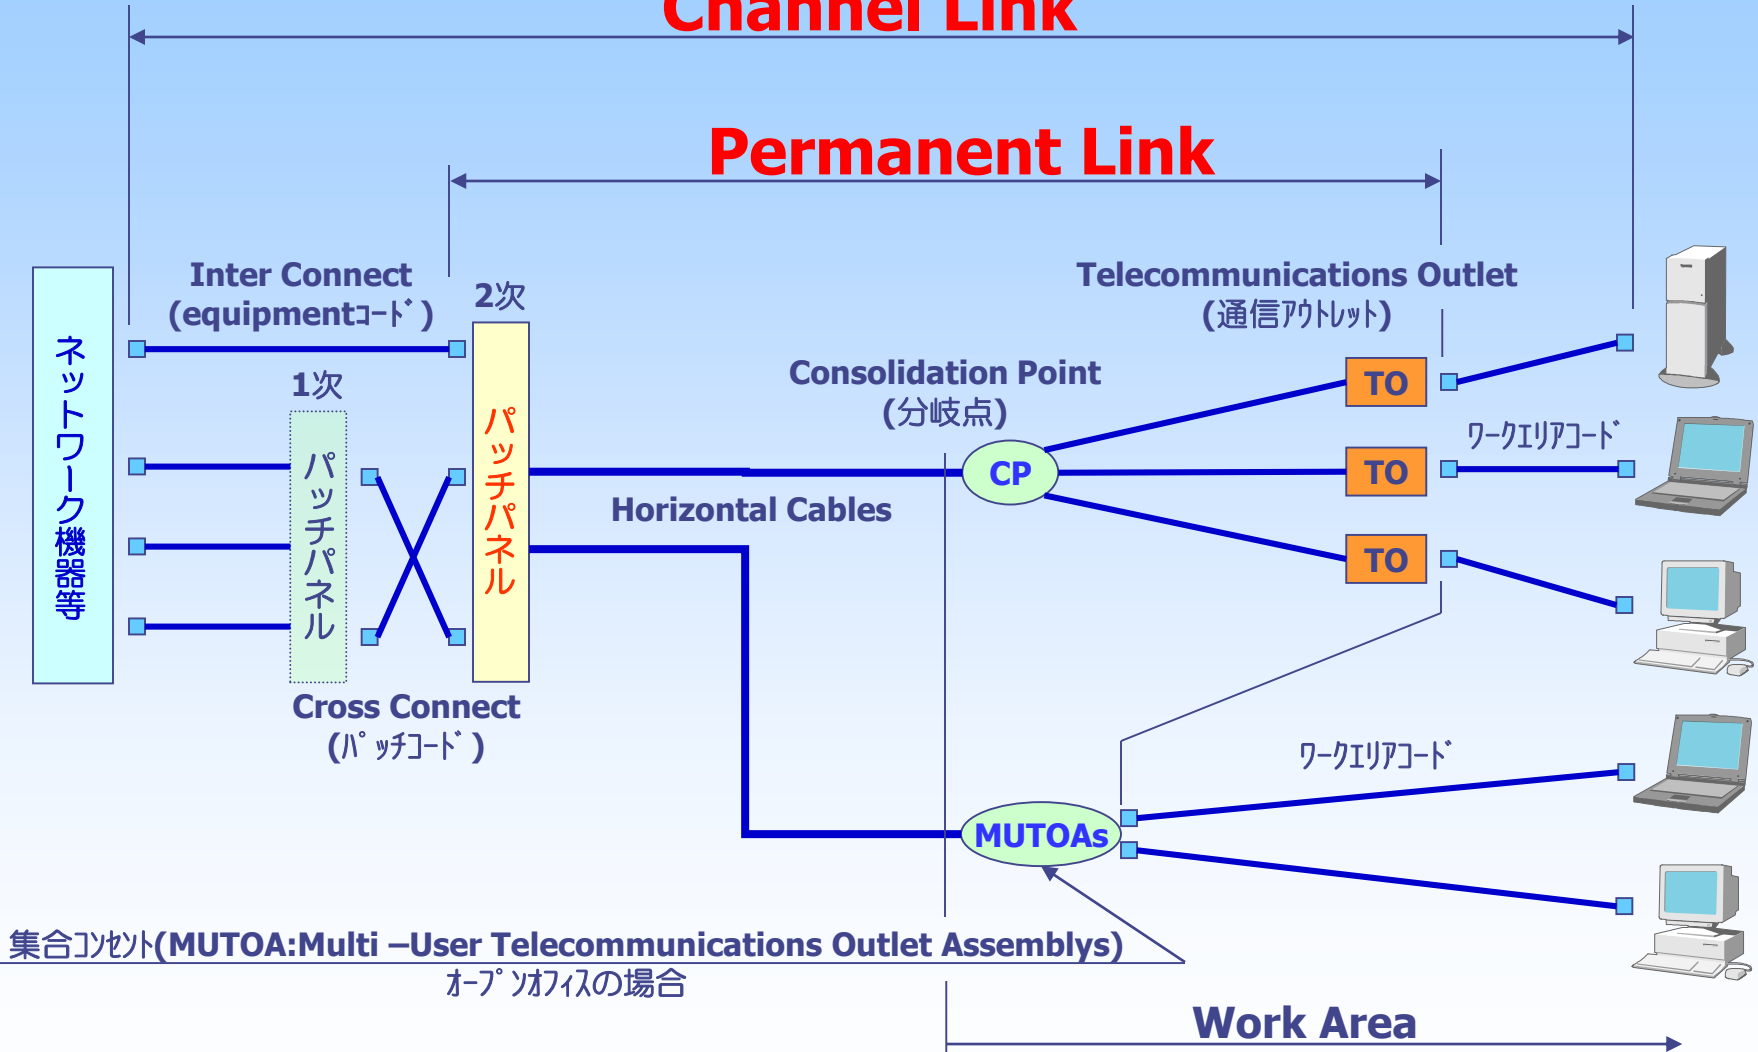 Channel Link
Permanent Link
Inter Connect
(equipmentｺｰﾄﾞ)
2次
Telecommunications Outlet
(通信ｱｳﾄﾚｯﾄ)
ネットワーク機器等
1次
パッチパネル
パッチパネル
Consolidation Point
(分岐点)
TO
ﾜｰｸｴﾘｱｺｰﾄﾞ
CP
TO
Horizontal Cables
TO
Cross Connect
(ﾊﾟｯﾁｺｰﾄﾞ)
ﾜｰｸｴﾘｱｺｰﾄﾞ
MUTOAs
集合ｺﾝｾﾝﾄ(MUTOA:Multi –User Telecommunications Outlet Assemblys)
ｵｰﾌﾟﾝｵﾌｨｽの場合
Work Area